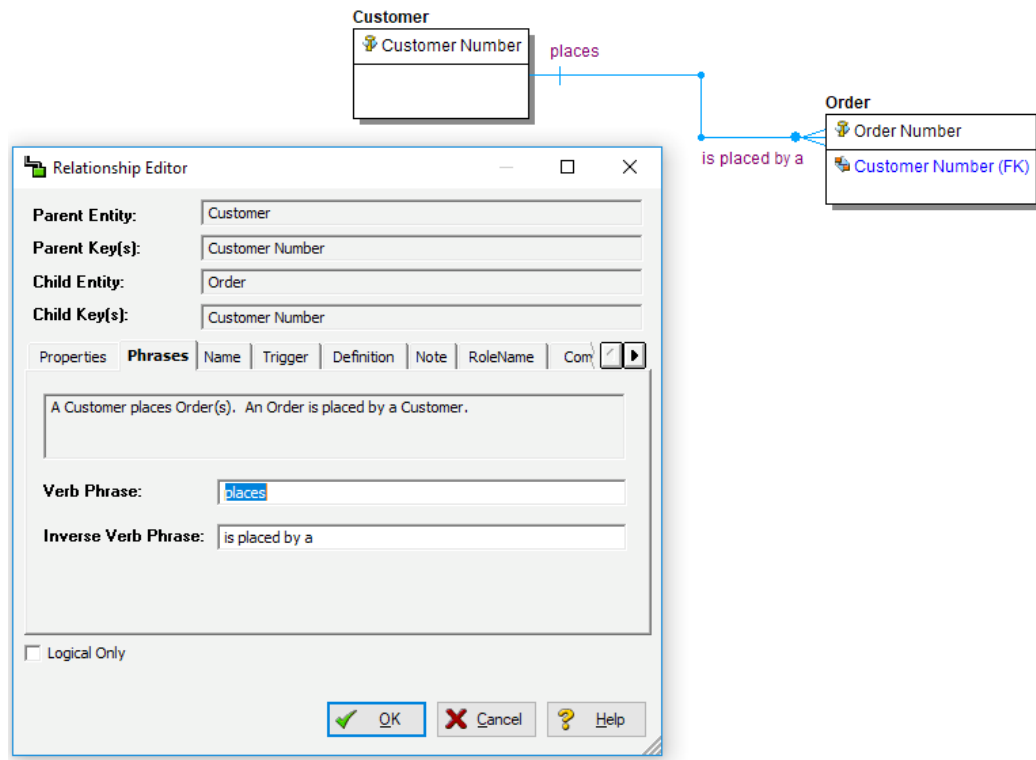 Customer
Customer Number
places
Order
Order Number
is placed by a
Customer Number (FK)
Relationship Editor
Parent Entity: Customer
Parent Key(s): Customer Number
Child Entity: Order
Child Key(s): Customer Number
Properties Phrases Name Trigger Definition Note RoleName
A Customer places Order(s). An Order is placed by a Customer.
Verb Phrase: places
Inverse Verb Phrase: is placed by a
Logical Only
OK Cancel Help